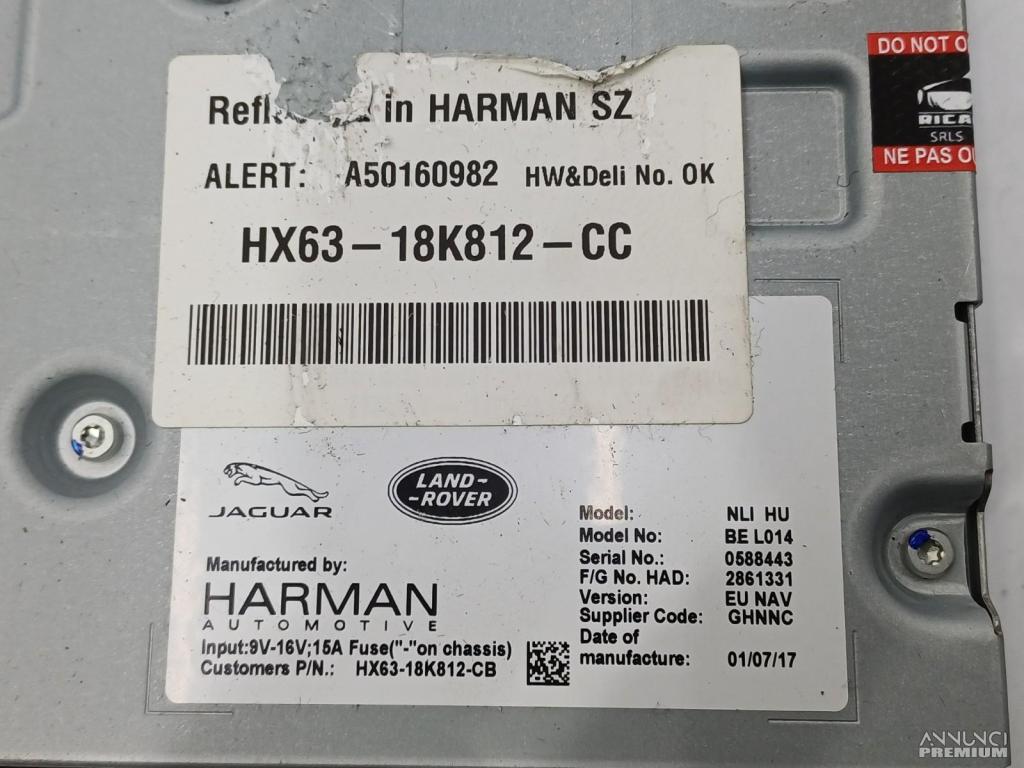 in HARMAN SZ
ALERT: A50160982 HW&Deli No. OK
HX63-18K812-CC
DO NOT O
RICA
SRLS
NE PAS OU
JAGUAR
LAND-
-ROVER
Manufactured by:
HARMAN
AUTOMOTIVE
Input:9V-16V;15A Fuse("-"on chassis)
Customers P/N.: HX63-18K812-CB
Model: NLI HU
Model No: BE L014
Serial No.: 0588443
F/G No. HAD: 2861331
Version: EU NAV
Supplier Code: GHNNC
Date of
manufacture: 01/07/17
ANNUNCI
PREMIUM